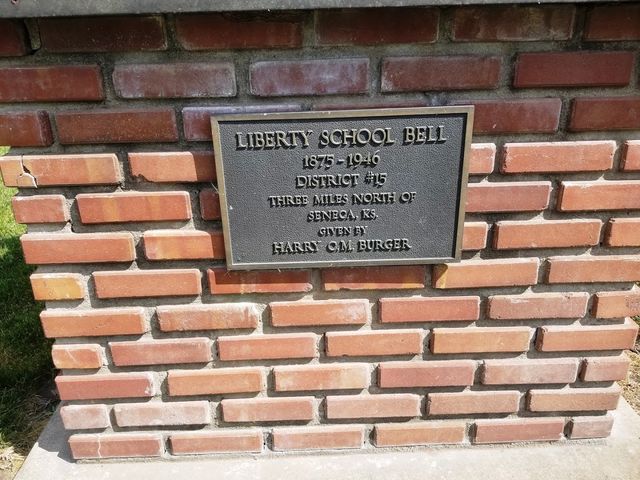 LIBERTY SCHOOL BELL
1875-1946
DISTRICT #15
THREE MILES NORTH OF
SENECA, KS.
GIVEN BY
HARRY O.M. BURGER